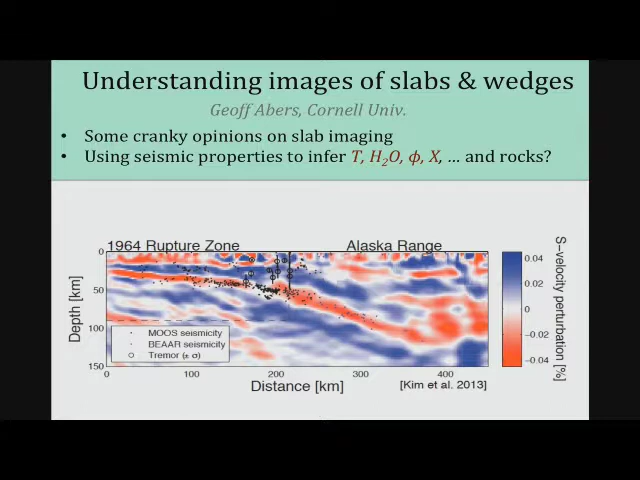 Understanding images of slabs & wedges
Geoff Abers, Cornell Univ.
• Some cranky opinions on slab imaging
• Using seismic properties to infer T, H2O, ϕ, X, ... and rocks?
1964 Rupture Zone
Alaska Range
0
50
100
150
Depth [km]
MOOS seismicity
BEAAR seismicity
Tremor (± σ)
0
100
200
300
400
Distance [km]
[Kim et al. 2013]
0.04
0.02
0
−0.02
−0.04
S−velocity perturbation [%]